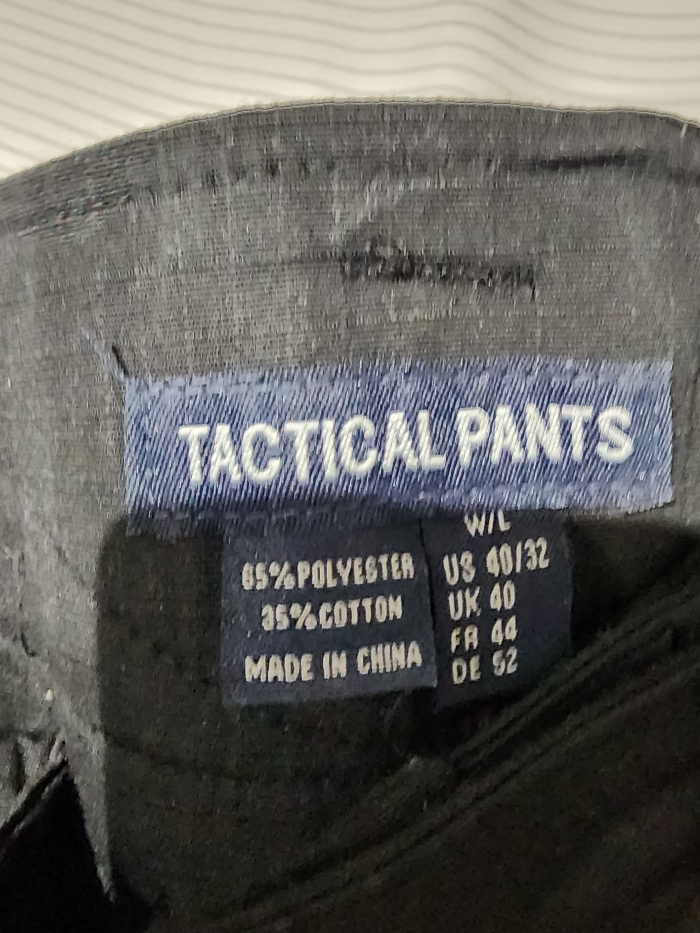 TACTICAL PANTS
65% POLYESTER
35% COTTON
MADE IN CHINA
W/L
US 40/32
UK 40
FR 44
DE 52